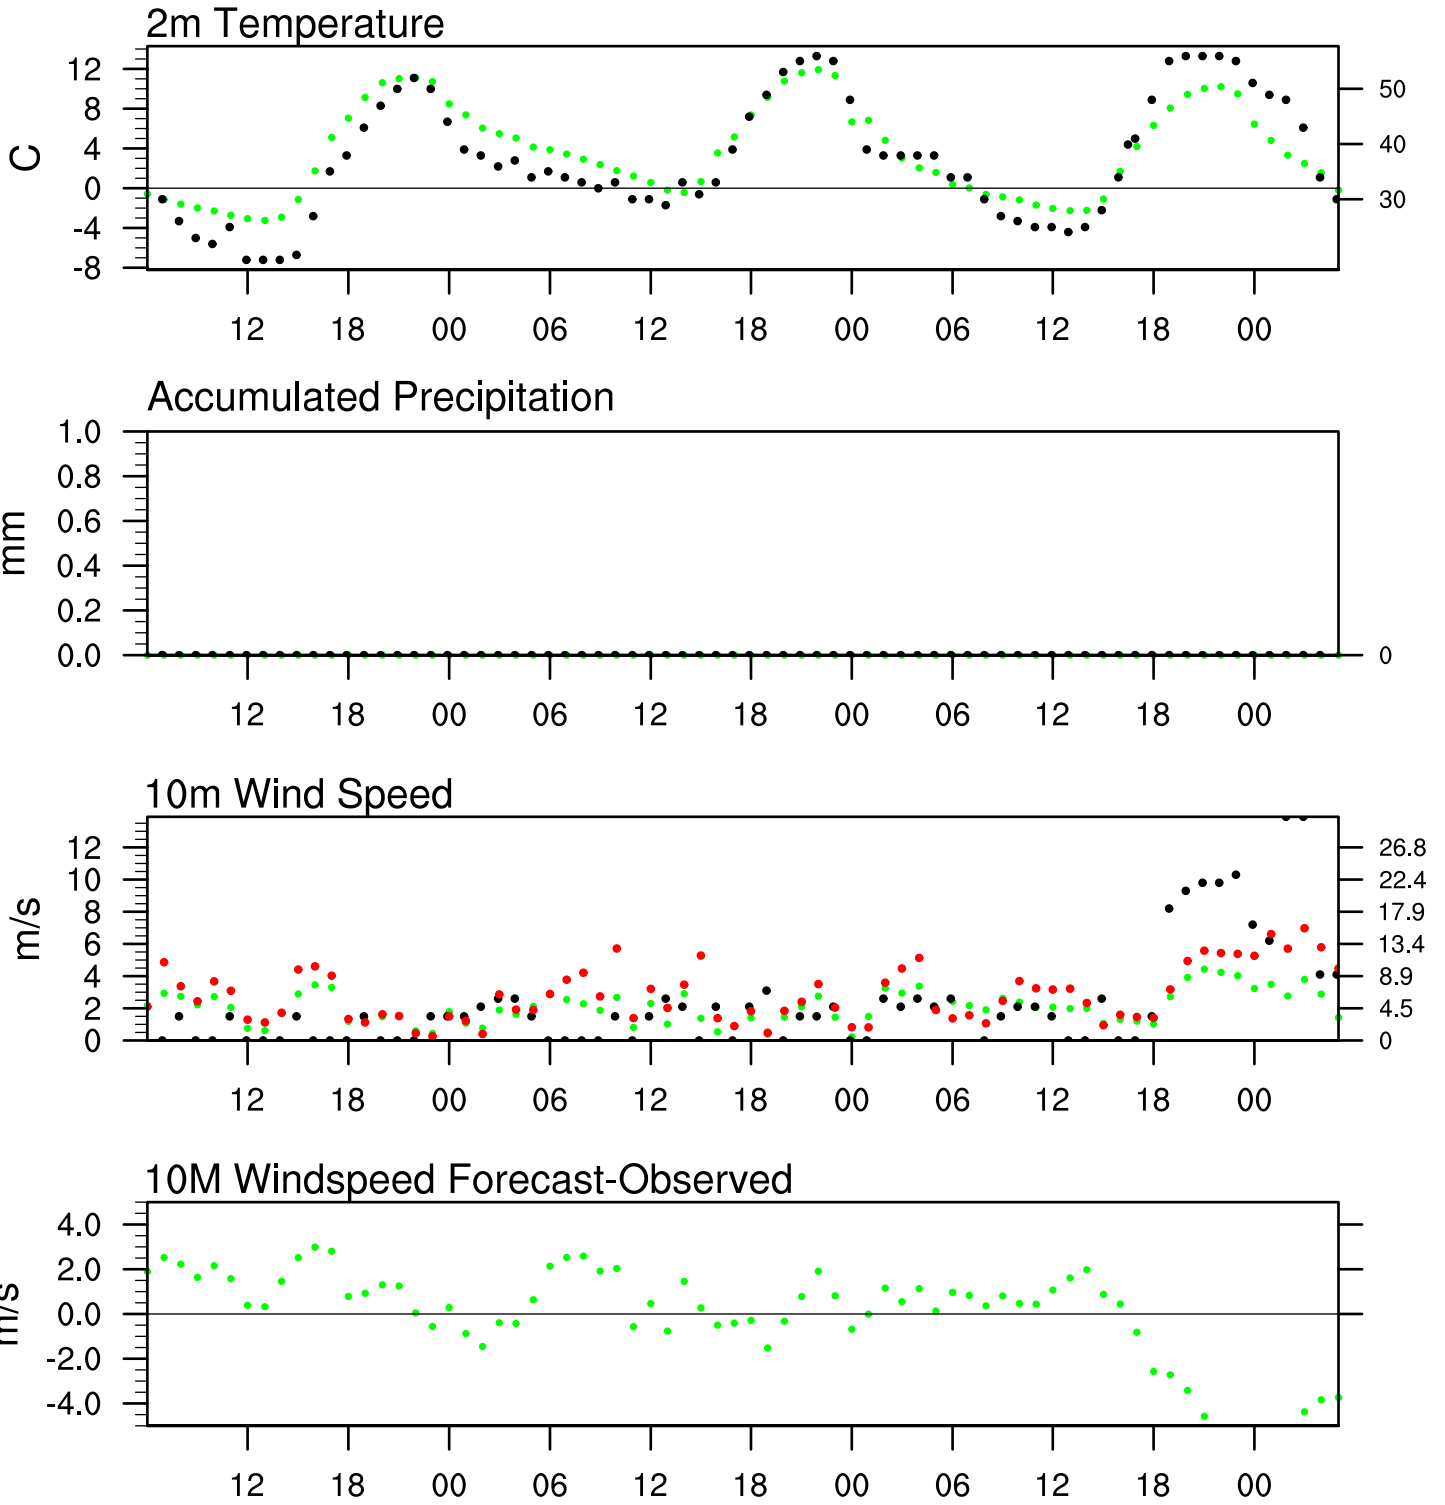 2m Temperature
12
8
4
0
-4
-8
C
50
40
30
12 18 00 06 12 18 00 06 12 18 00
Accumulated Precipitation
1.0
0.8
0.6
0.4
0.2
0.0
mm
0
12 18 00 06 12 18 00 06 12 18 00
10m Wind Speed
12
10
8
6
4
2
0
m/s
26.8
22.4
17.9
13.4
8.9
4.5
0
12 18 00 06 12 18 00 06 12 18 00
10M Windspeed Forecast-Observed
4.0
2.0
0.0
-2.0
-4.0
m/s
12 18 00 06 12 18 00 06 12 18 00